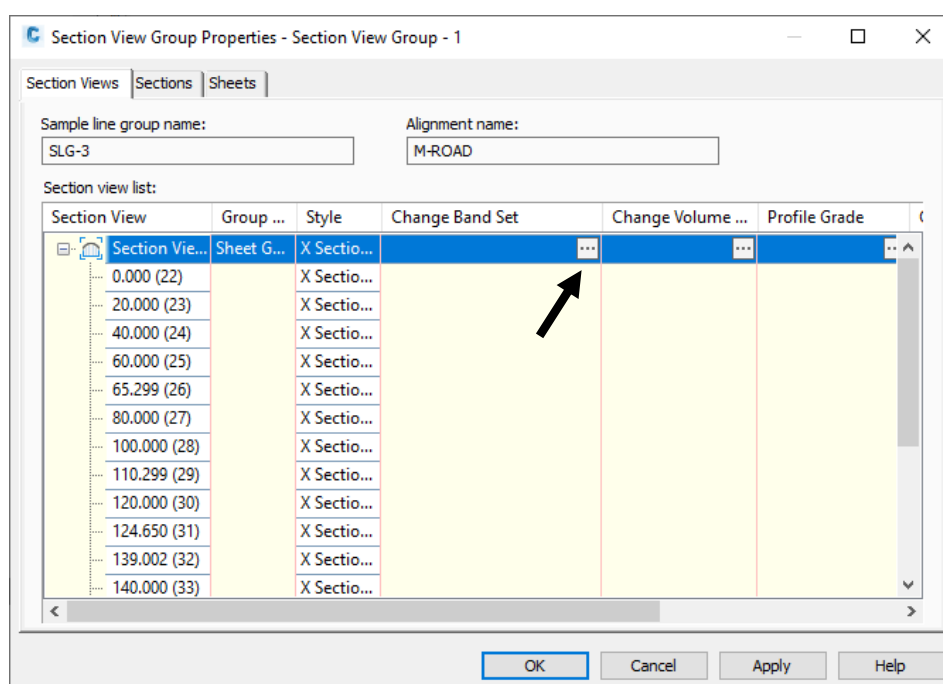 Section View Group Properties - Section View Group - 1
Section Views Sections Sheets
Sample line group name: Alignment name:
SLG-3 M-ROAD
Section view list:
Section View Group ... Style Change Band Set Change Volume ... Profile Grade
Section Vie... Sheet G... X Sectio... ... ...
0.000 (22) X Sectio...
20.000 (23) X Sectio...
40.000 (24) X Sectio...
60.000 (25) X Sectio...
65.299 (26) X Sectio...
80.000 (27) X Sectio...
100.000 (28) X Sectio...
110.299 (29) X Sectio...
120.000 (30) X Sectio...
124.650 (31) X Sectio...
139.002 (32) X Sectio...
140.000 (33) X Sectio...
OK Cancel Apply Help